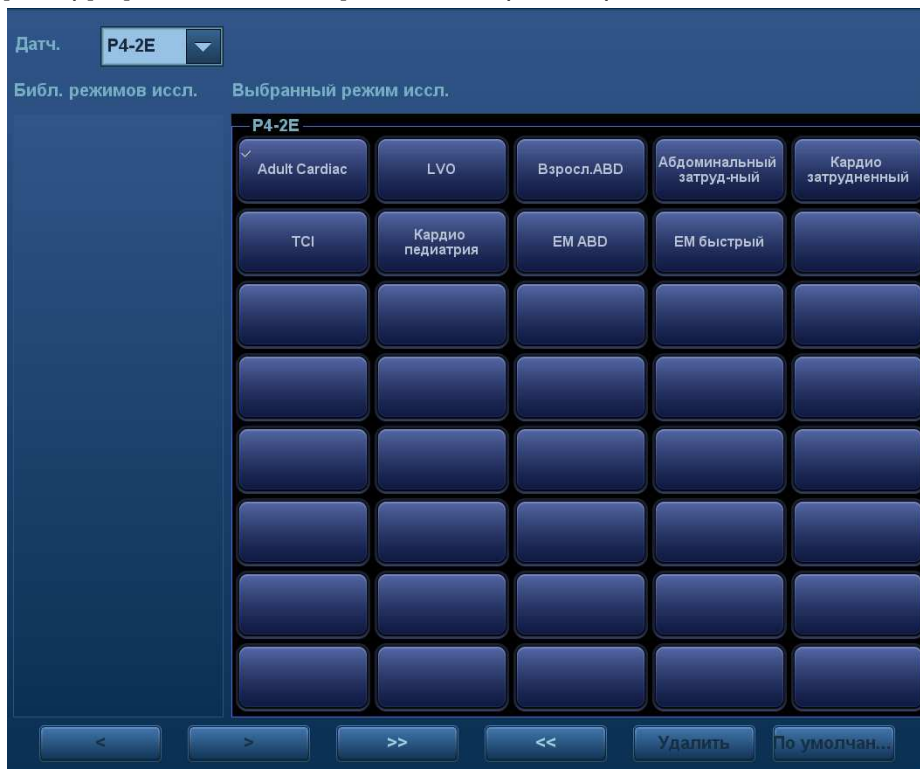 Датч. P4-2E
Библ. режимов иссл. Выбранный режим иссл.
P4-2E
Adult Cardiac
LVO
Взросл.ABD
Абдоминальный
затруд-ный
Кардио
затрудненный
TCI
Кардио
педиатрия
EM ABD
EM быстрый
< > >> << Удалить По умолчан...